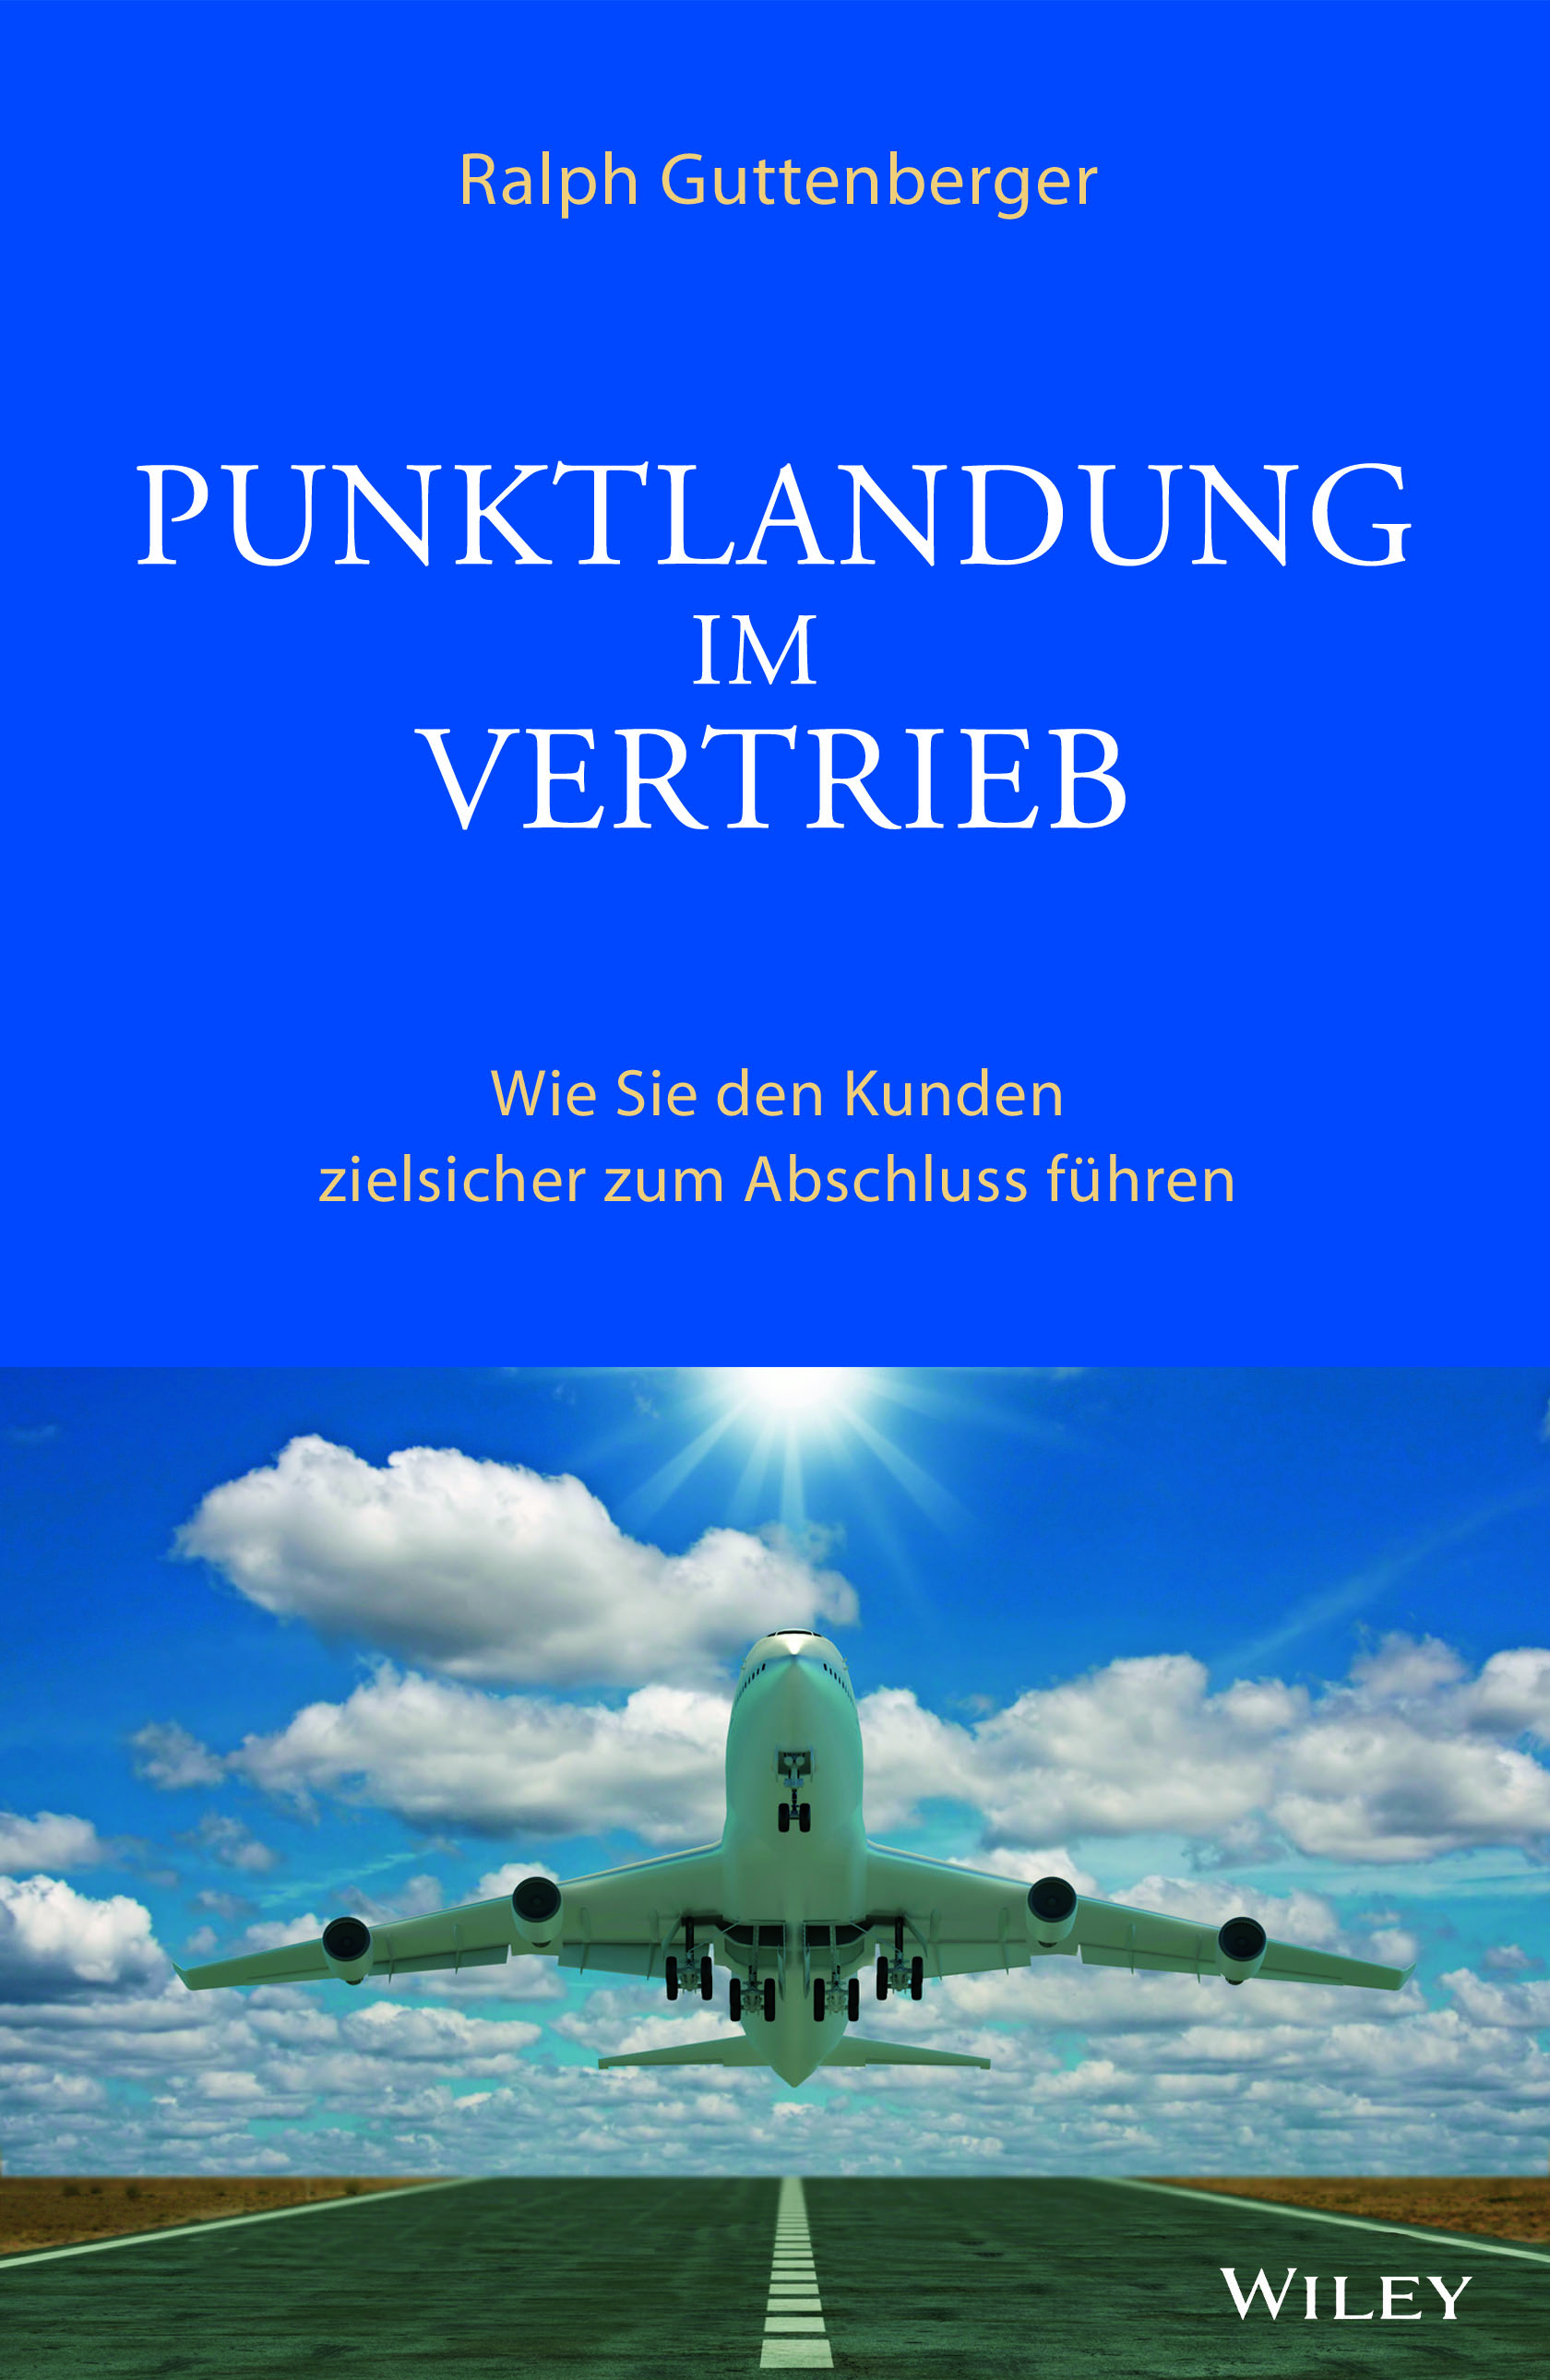 Ralph Guttenberger
PUNKTLANDUNG
IM
VERTRIEB
Wie Sie den Kunden
zielsicher zum Abschluss führen
WILEY